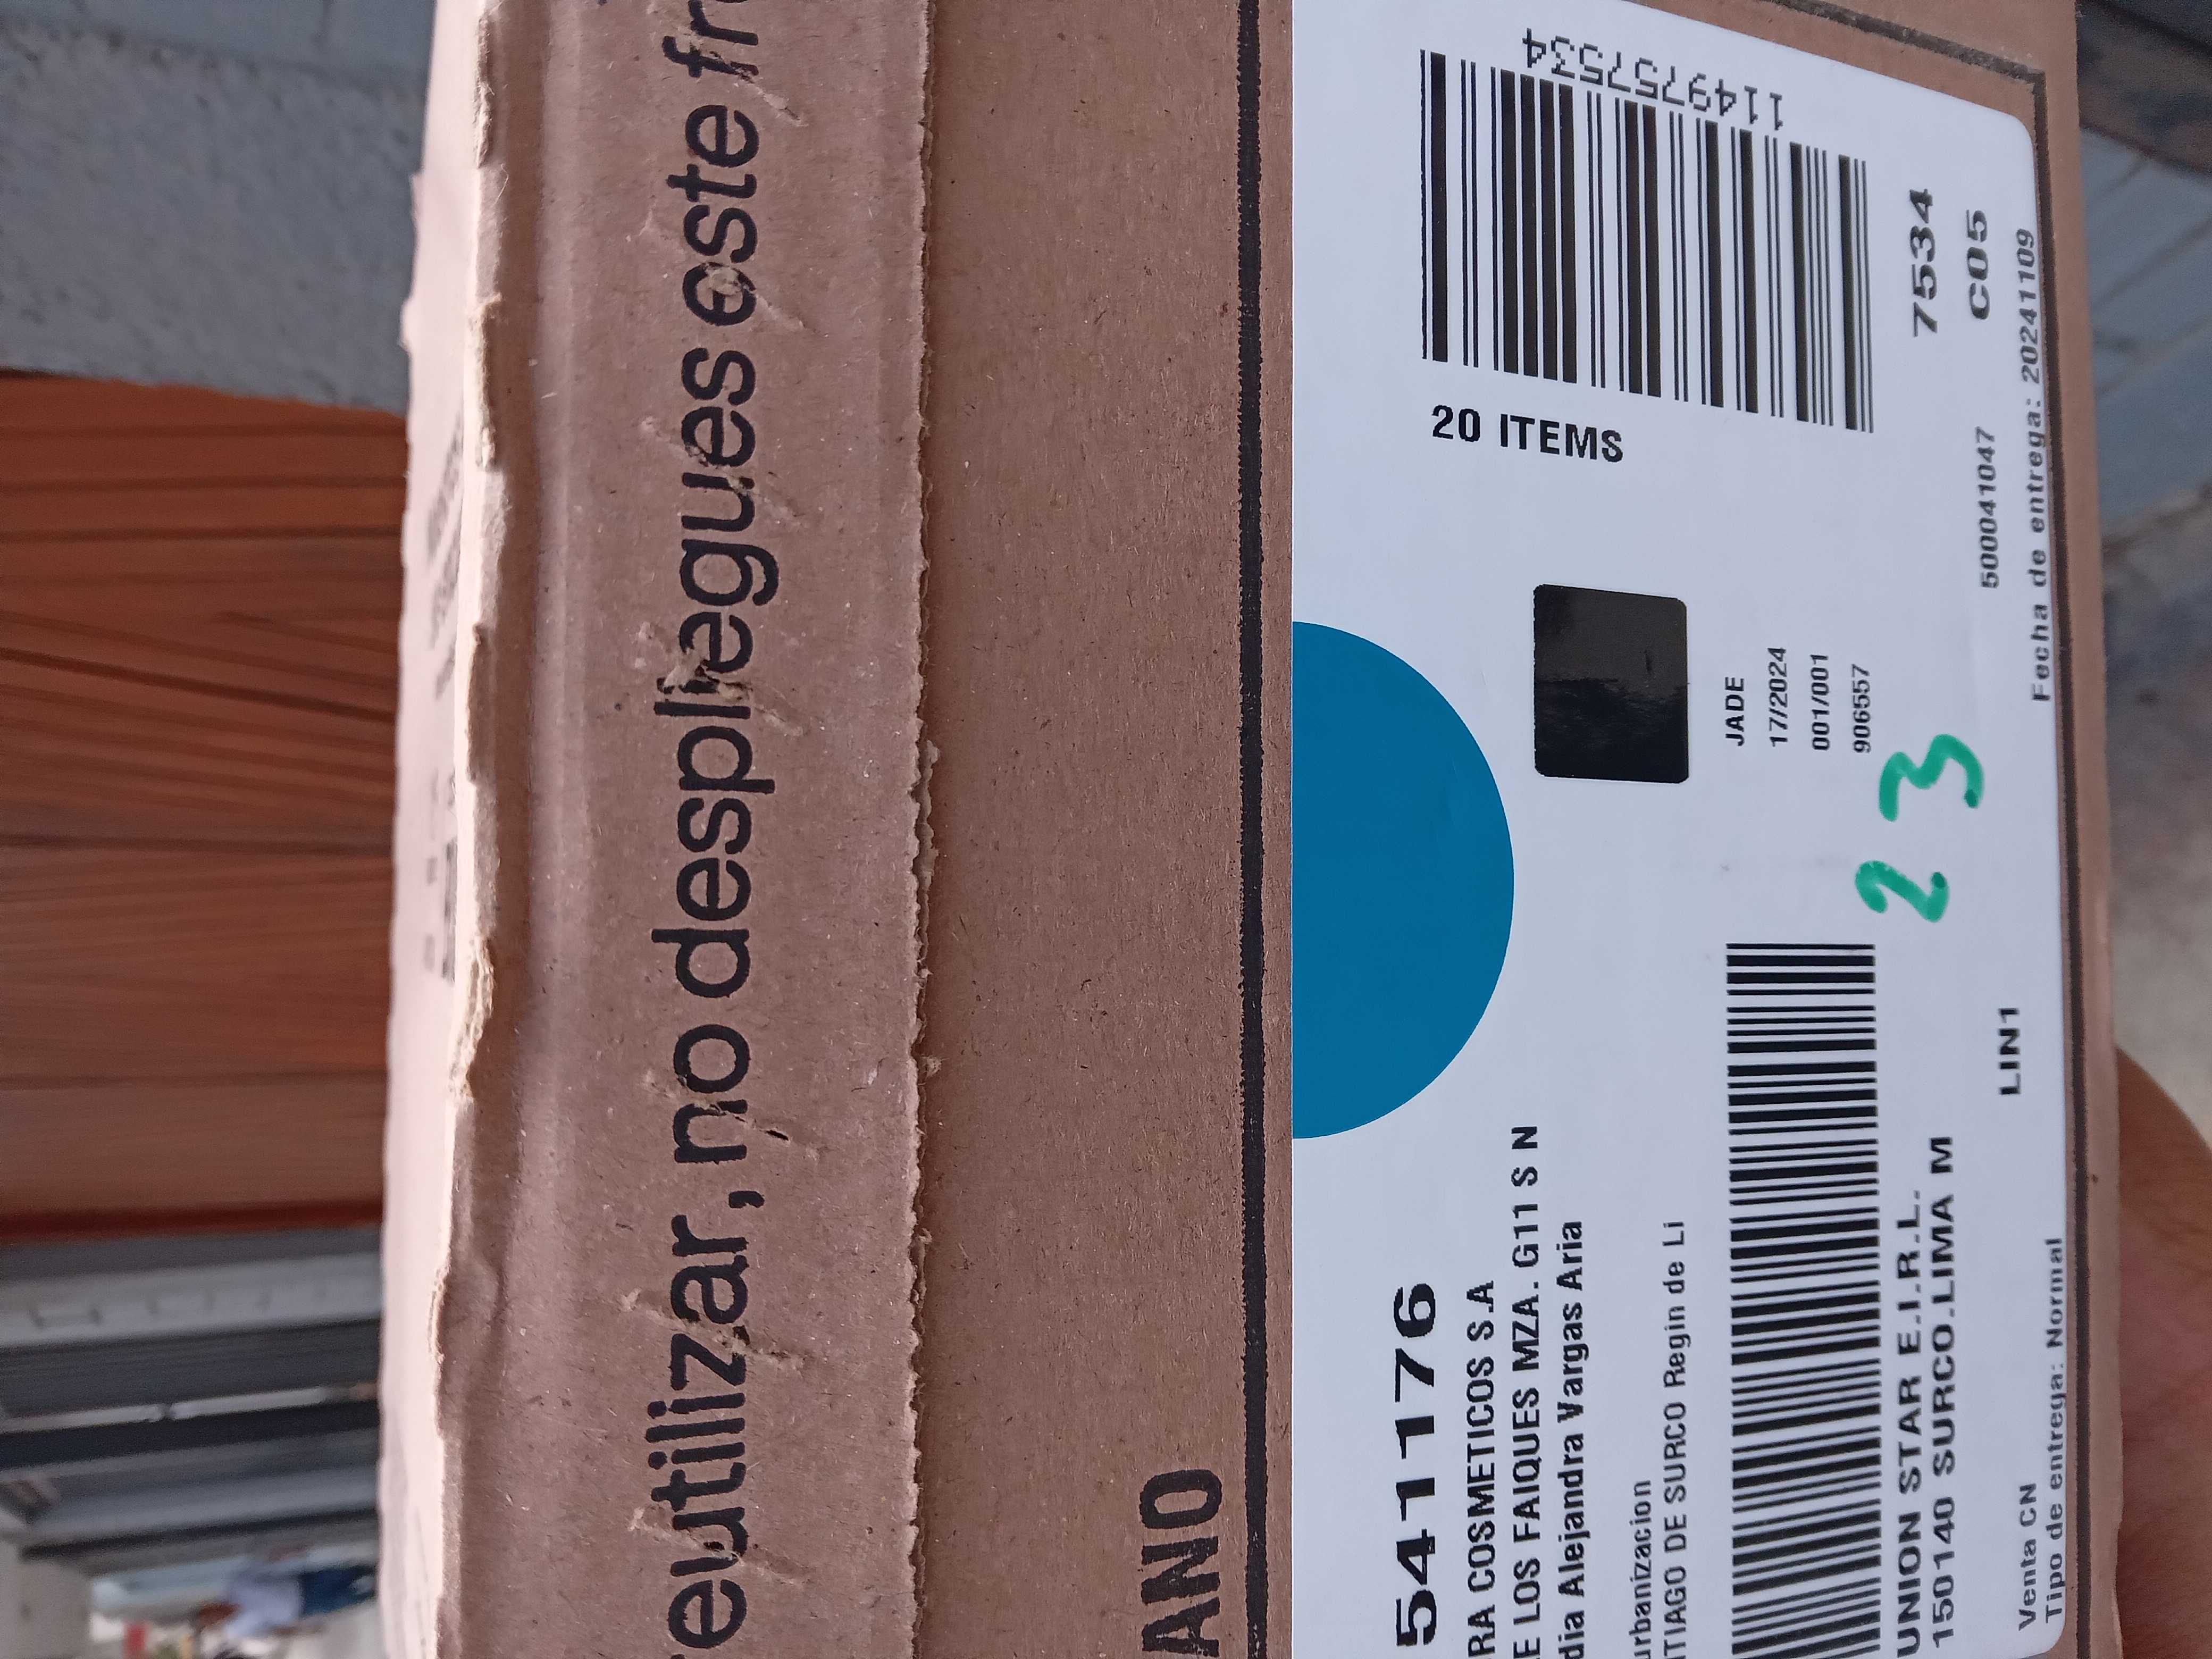 eutilizar, no despliegues este fr
ANO
541176
RA COSMETICOS S.A
E LOS FAIQUES MZA. G11 S N
dia Alejandra Vargas Aria
urbanizacion
TIAGO DE SURCO Regin de Li
UNION STAR E.I.R.L.
150140 SURCO.LIMA M
LIN1
Venta CN
Tipo de entrega: Normal
20 ITEMS
1149757534
JADE
17/2024
001/001
906557
23
7534
C05
500041047
Fecha de entrega: 20241109